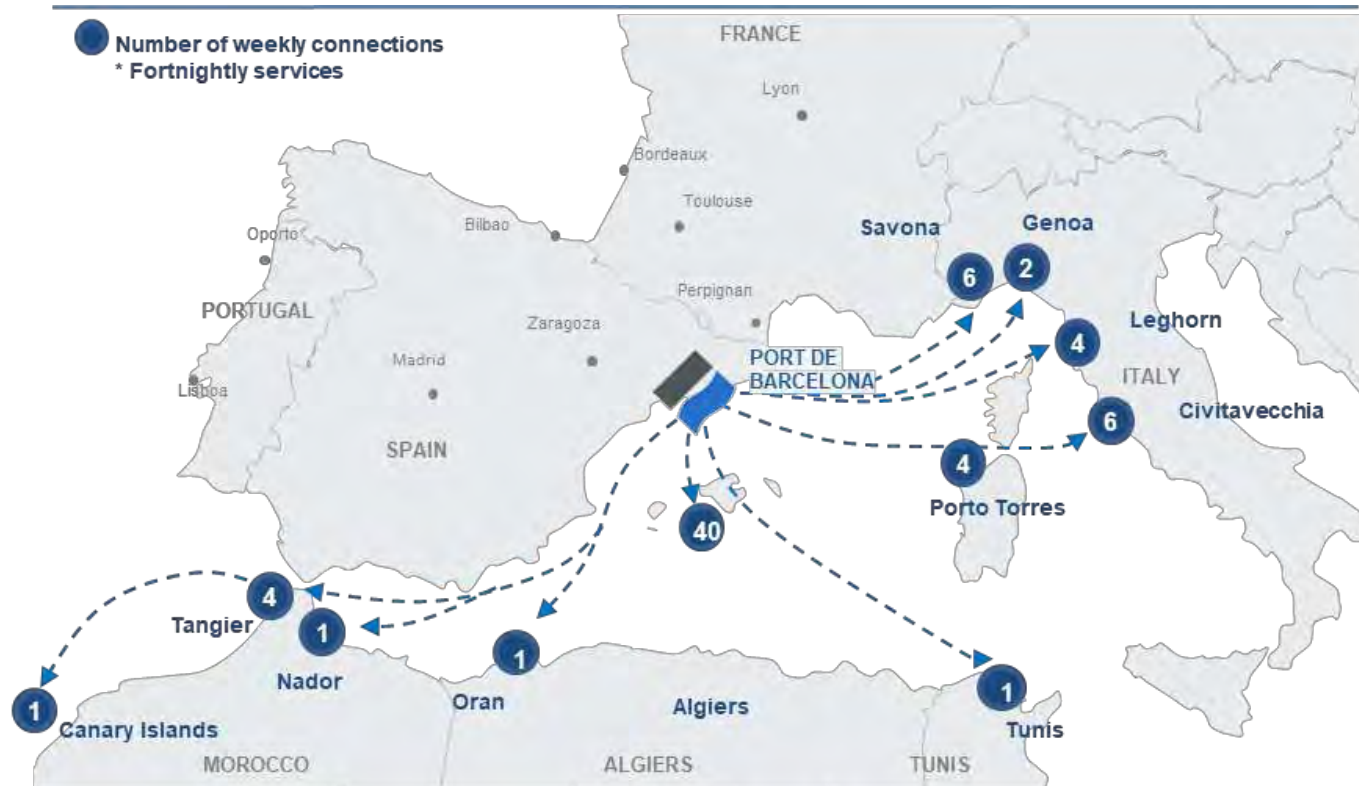 Number of weekly connections
* Fortnightly services
FRANCE
Lyon
Bordeaux
Toulouse
Bilbao
Savona
Genoa
Oporto
6
2
Perpignan
PORTUGAL
Zaragoza
Leghorn
Madrid
PORT DE
BARCELONA
4
ITALY
Lisboa
Civitavecchia
6
SPAIN
4
Porto Torres
40
4
Tangier
1
1
1
Nador
Oran
Algiers
1
Canary Islands
Tunis
MOROCCO
ALGIERS
TUNIS